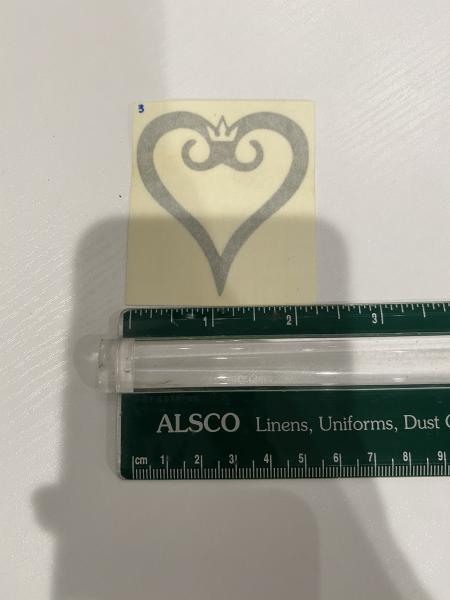 3
1 2 3
ALSCO Linens, Uniforms, Dust
cm 1 2 3 4 5 6 7 8 9